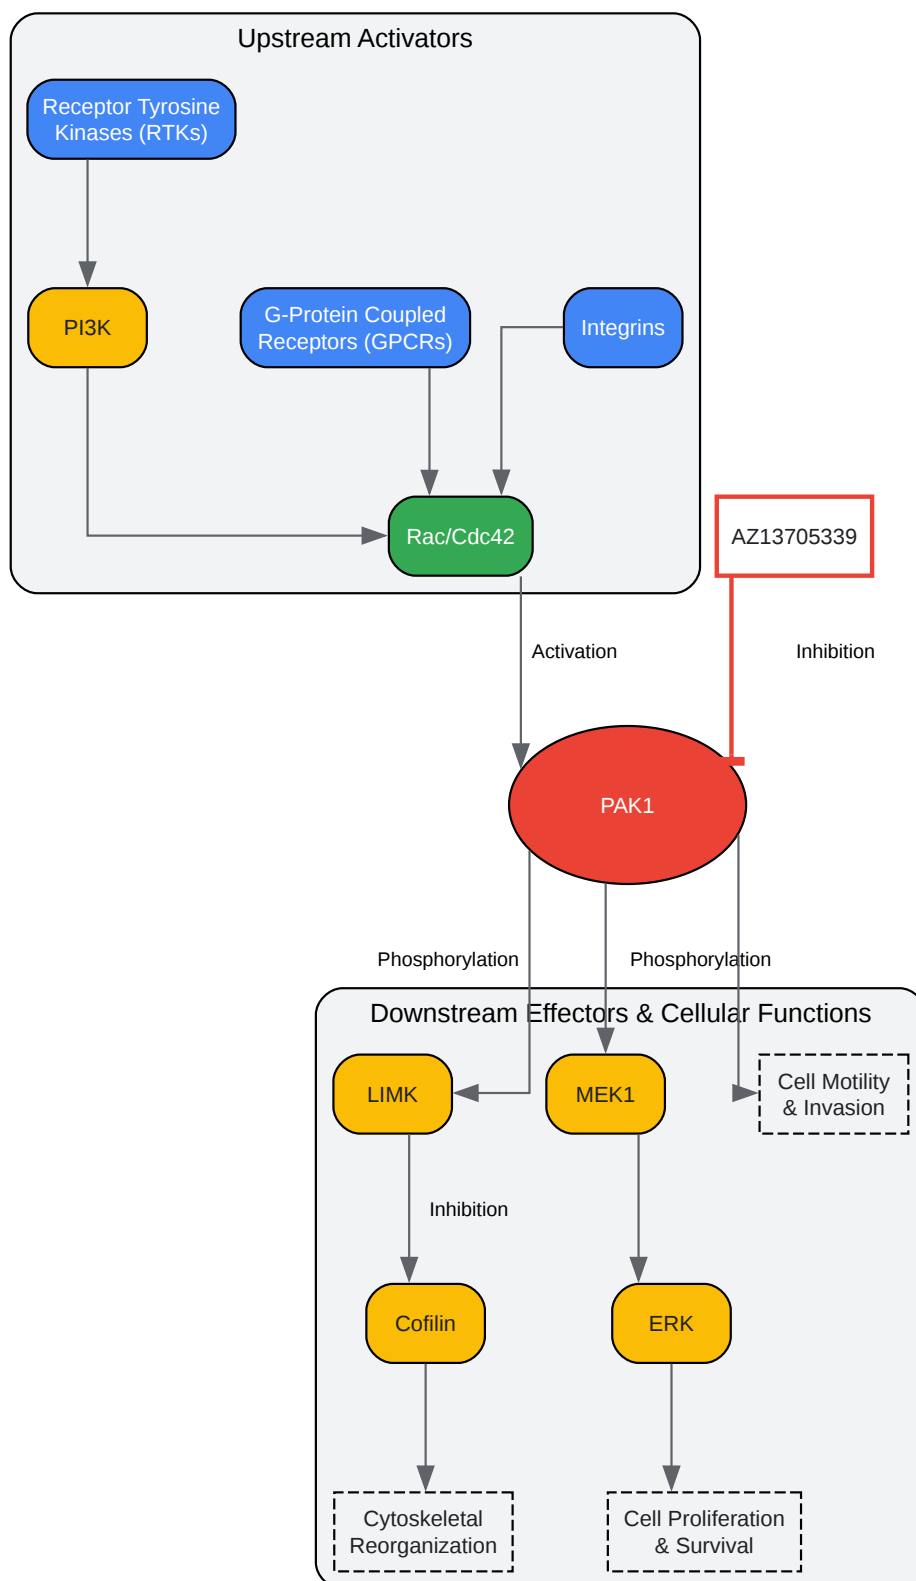 Upstream Activators
Receptor Tyrosine
Kinases (RTKs)
PI3K
G-Protein Coupled
Receptors (GPCRs)
Integrins
Rac/Cdc42
AZ13705339
Activation
Inhibition
PAK1
Phosphorylation
Phosphorylation
Downstream Effectors & Cellular Functions
LIMK
MEK1
Cell Motility
& Invasion
Inhibition
Cofilin
ERK
Cytoskeletal
Reorganization
Cell Proliferation
& Survival